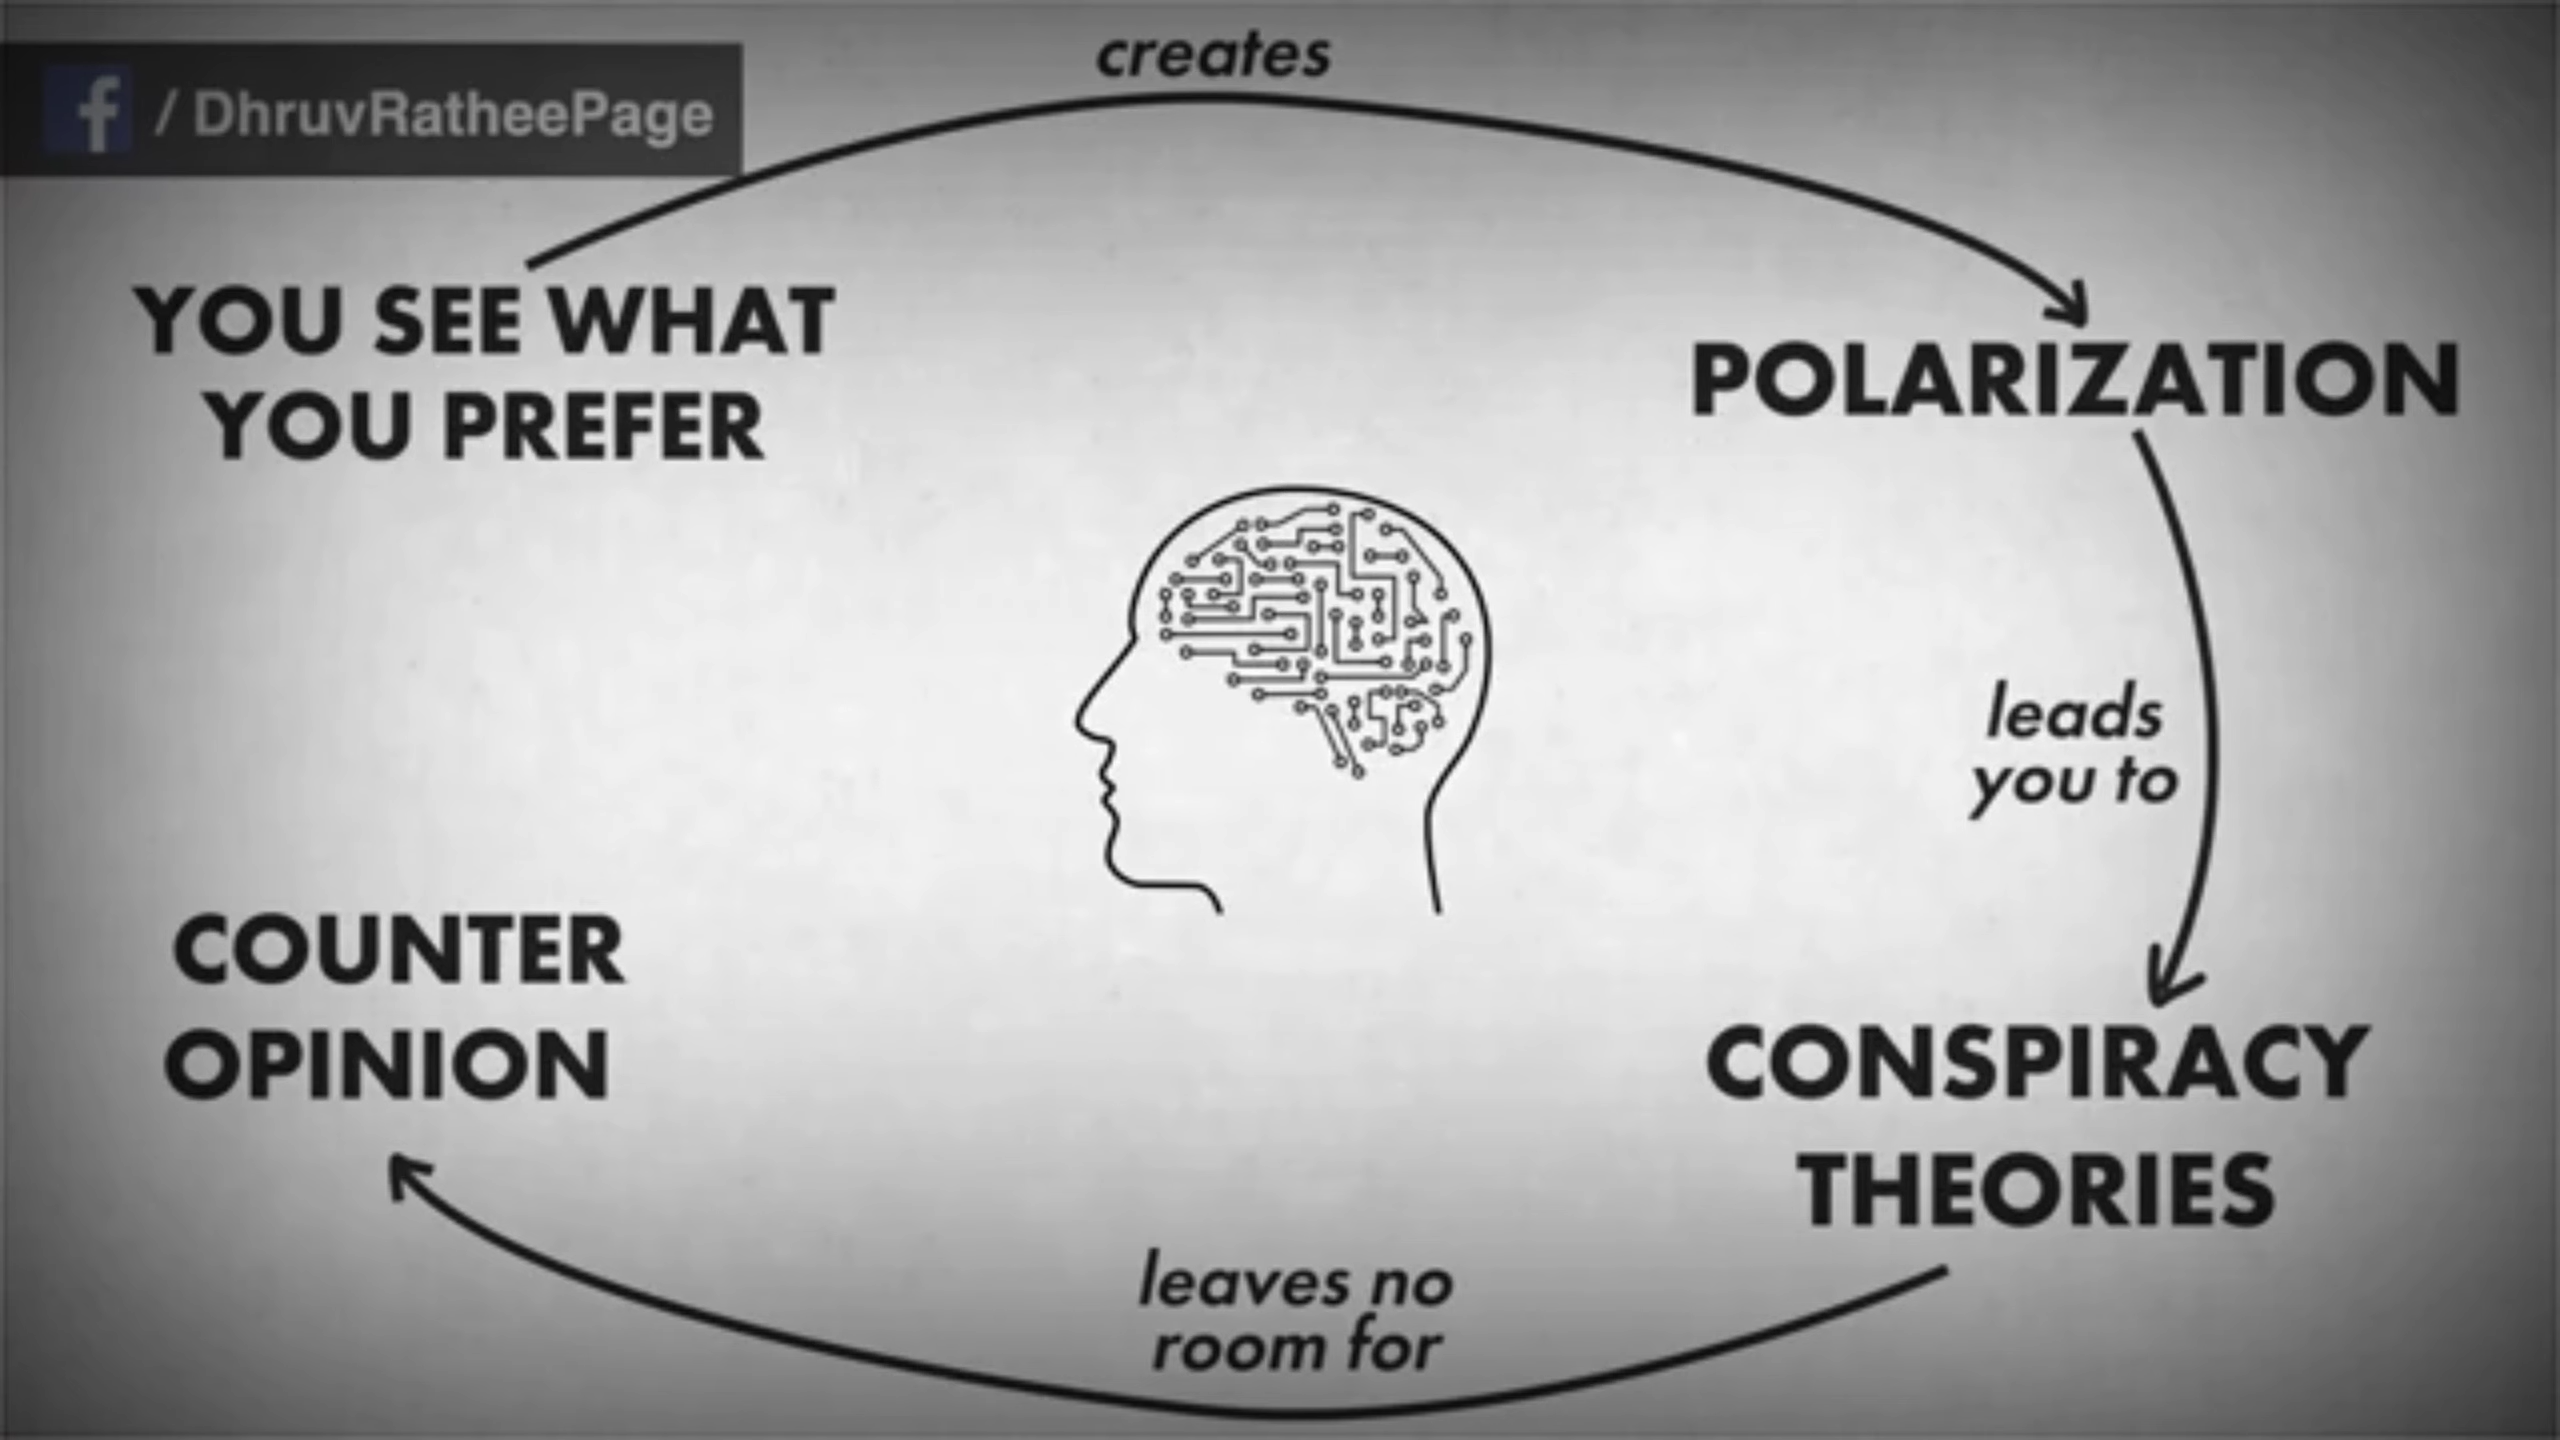 creates
f / DhruvRatheePage
YOU SEE WHAT
YOU PREFER
POLARIZATION
leads
you to
COUNTER
OPINION
CONSPIRACY
THEORIES
leaves no
room for